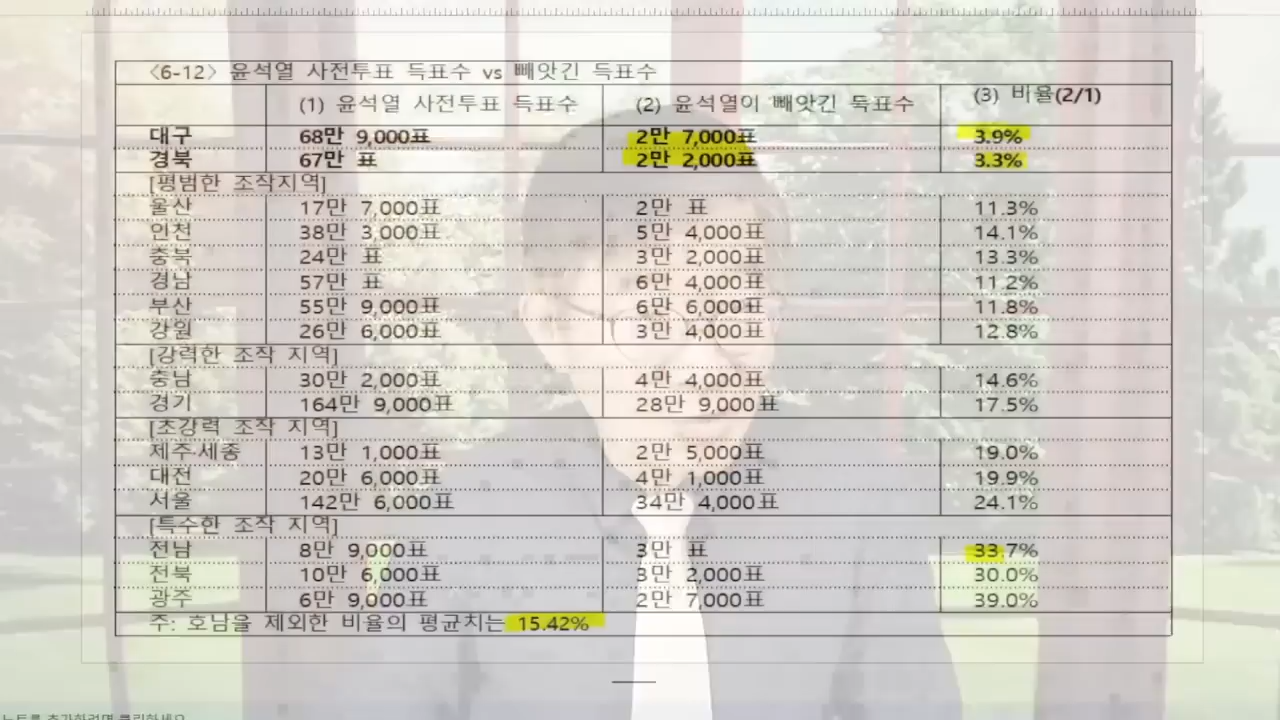 <6-12> 윤석열 사전투표 득표수 vs 빼앗긴 득표수
(1) 윤석열 사전투표 득표수 (2) 윤석열이 빼앗긴 득표수 (3) 비율(2/1)
대구 68만 9,000표 2만 7,000표 3.9%
경북 67만 표 2만 2,000표 3.3%
[평범한 조작지역]
울산 17만 7,000표 2만 표 11.3%
인천 38만 3,000표 5만 4,000표 14.1%
충북 24만 표 3만 2,000표 13.3%
경남 57만 표 6만 4,000표 11.2%
부산 55만 9,000표 6만 6,000표 11.8%
강원 26만 6,000표 3만 4,000표 12.8%
[강력한 조작 지역]
충남 30만 2,000표 4만 4,000표 14.6%
경기 164만 9,000표 28만 9,000표 17.5%
[초강력 조작 지역]
제주·세종 13만 1,000표 2만 5,000표 19.0%
대전 20만 6,000표 4만 1,000표 19.9%
서울 142만 6,000표 34만 4,000표 24.1%
[특수한 조작 지역]
전남 8만 9,000표 3만 표 33.7%
전북 10만 6,000표 3만 2,000표 30.0%
광주 6만 9,000표 2만 7,000표 39.0%
주: 호남을 제외한 비율의 평균치는 15.42%
노트를 추가하려면 클릭하세요